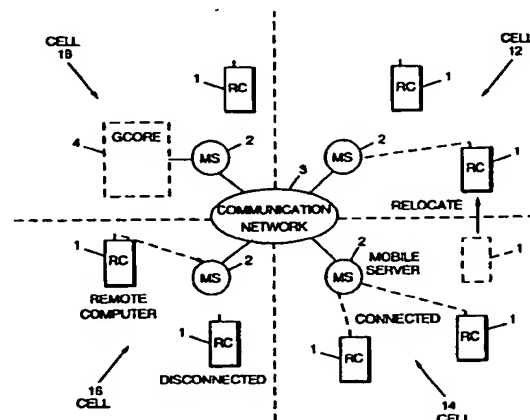 CELL
18
1
RC
GCORE
4
MS
2
3
COMMUNICATION
NETWORK
1
RC
CELL
12
MS
2
RC
1
RELOCATE
1
1
RC
REMOTE
COMPUTER
MS
2
1
RC
DISCONNECTED
16
CELL
2
MS
MOBILE
SERVER
CONNECTED
1
RC
RC
1
14
CELL